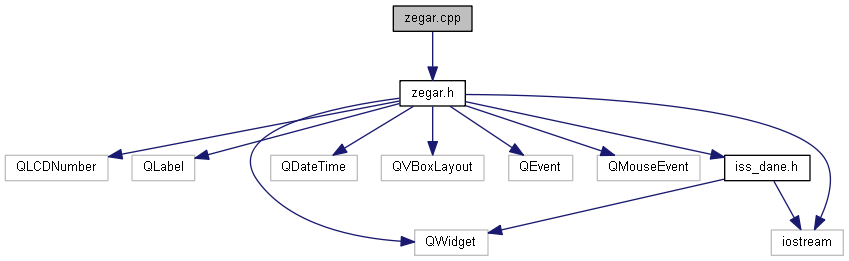 zegar.cpp
zegar.h
QLCDNumber
QLabel
QDateTime
QVBoxLayout
QEvent
QMouseEvent
iss_dane.h
QWidget
iostream